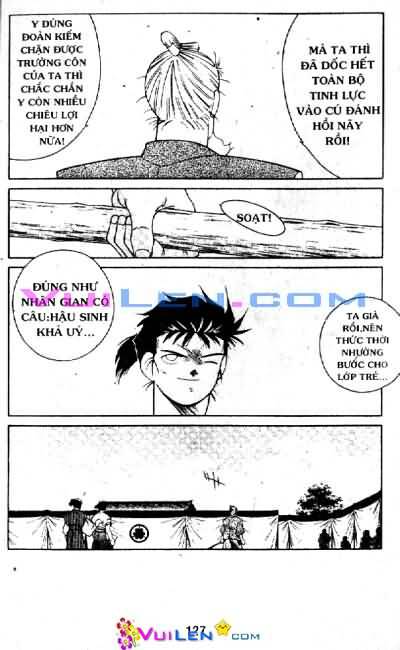 Y DÙNG
ĐOẢN KIẾM
CHẶN ĐƯỢC
TRƯỜNG CÔN
CỦA TA THÌ
CHẮC CHẮN
Y CÒN NHIỀU
CHIÊU LỢI
HẠI HƠN
NỮA!
MÀ TA THÌ
ĐÃ DỐC HẾT
TOÀN BỘ
TINH LỰC
VÀO CÚ ĐÁNH
HỒI NÃY
RỒI!
SOẠT!
ĐÚNG NHƯ
NHÂN GIAN CÓ
CÂU:HẬU SINH
KHẢ UÝ...
VUILEN.COM
TA GIÀ
RỒI,NÊN
THỨC THỜI
NHƯỜNG
BƯỚC CHO
LỚP TRẺ...
127
VUILEN.COM